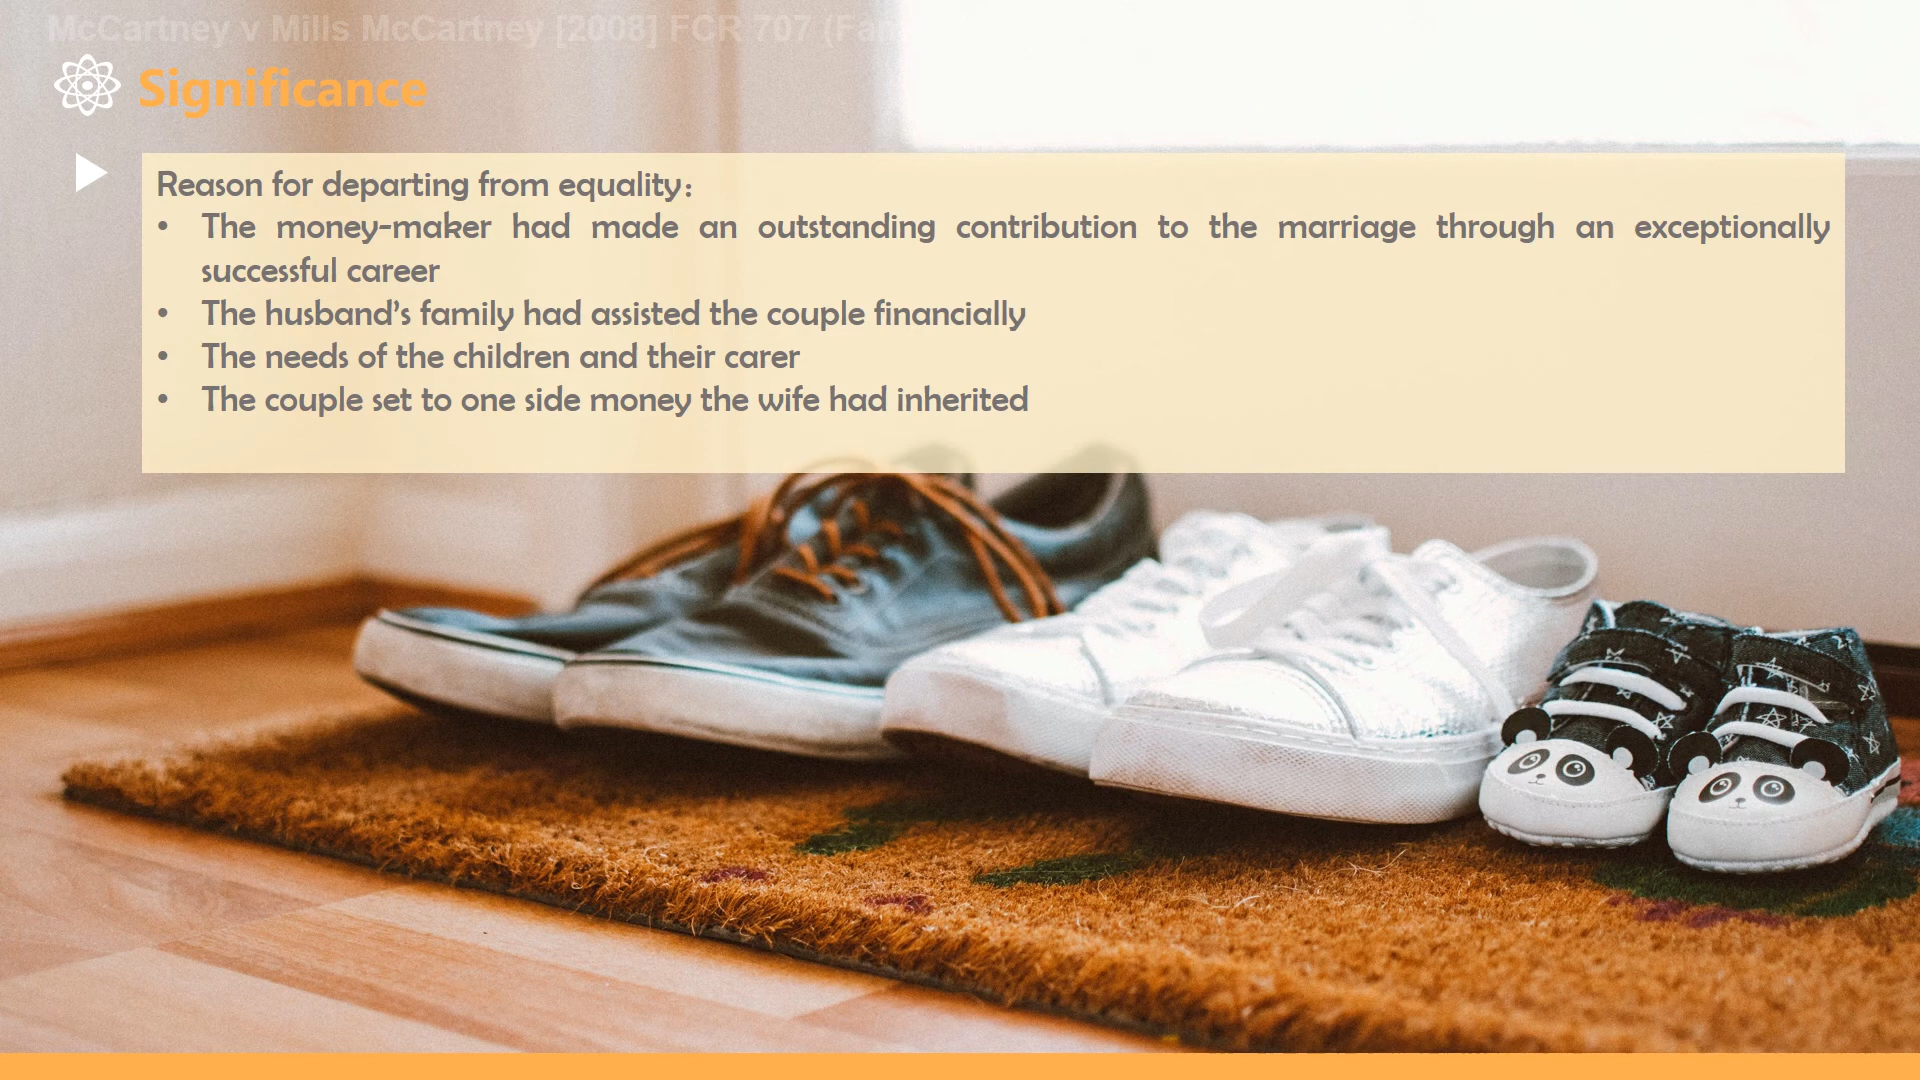 McCartney v Mills McCartney [2008] FCR 707 (Fam
Significance
Reason for departing from equality:
• The money-maker had made an outstanding contribution to the marriage through an exceptionally
successful career
• The husband’s family had assisted the couple financially
• The needs of the children and their carer
• The couple set to one side money the wife had inherited